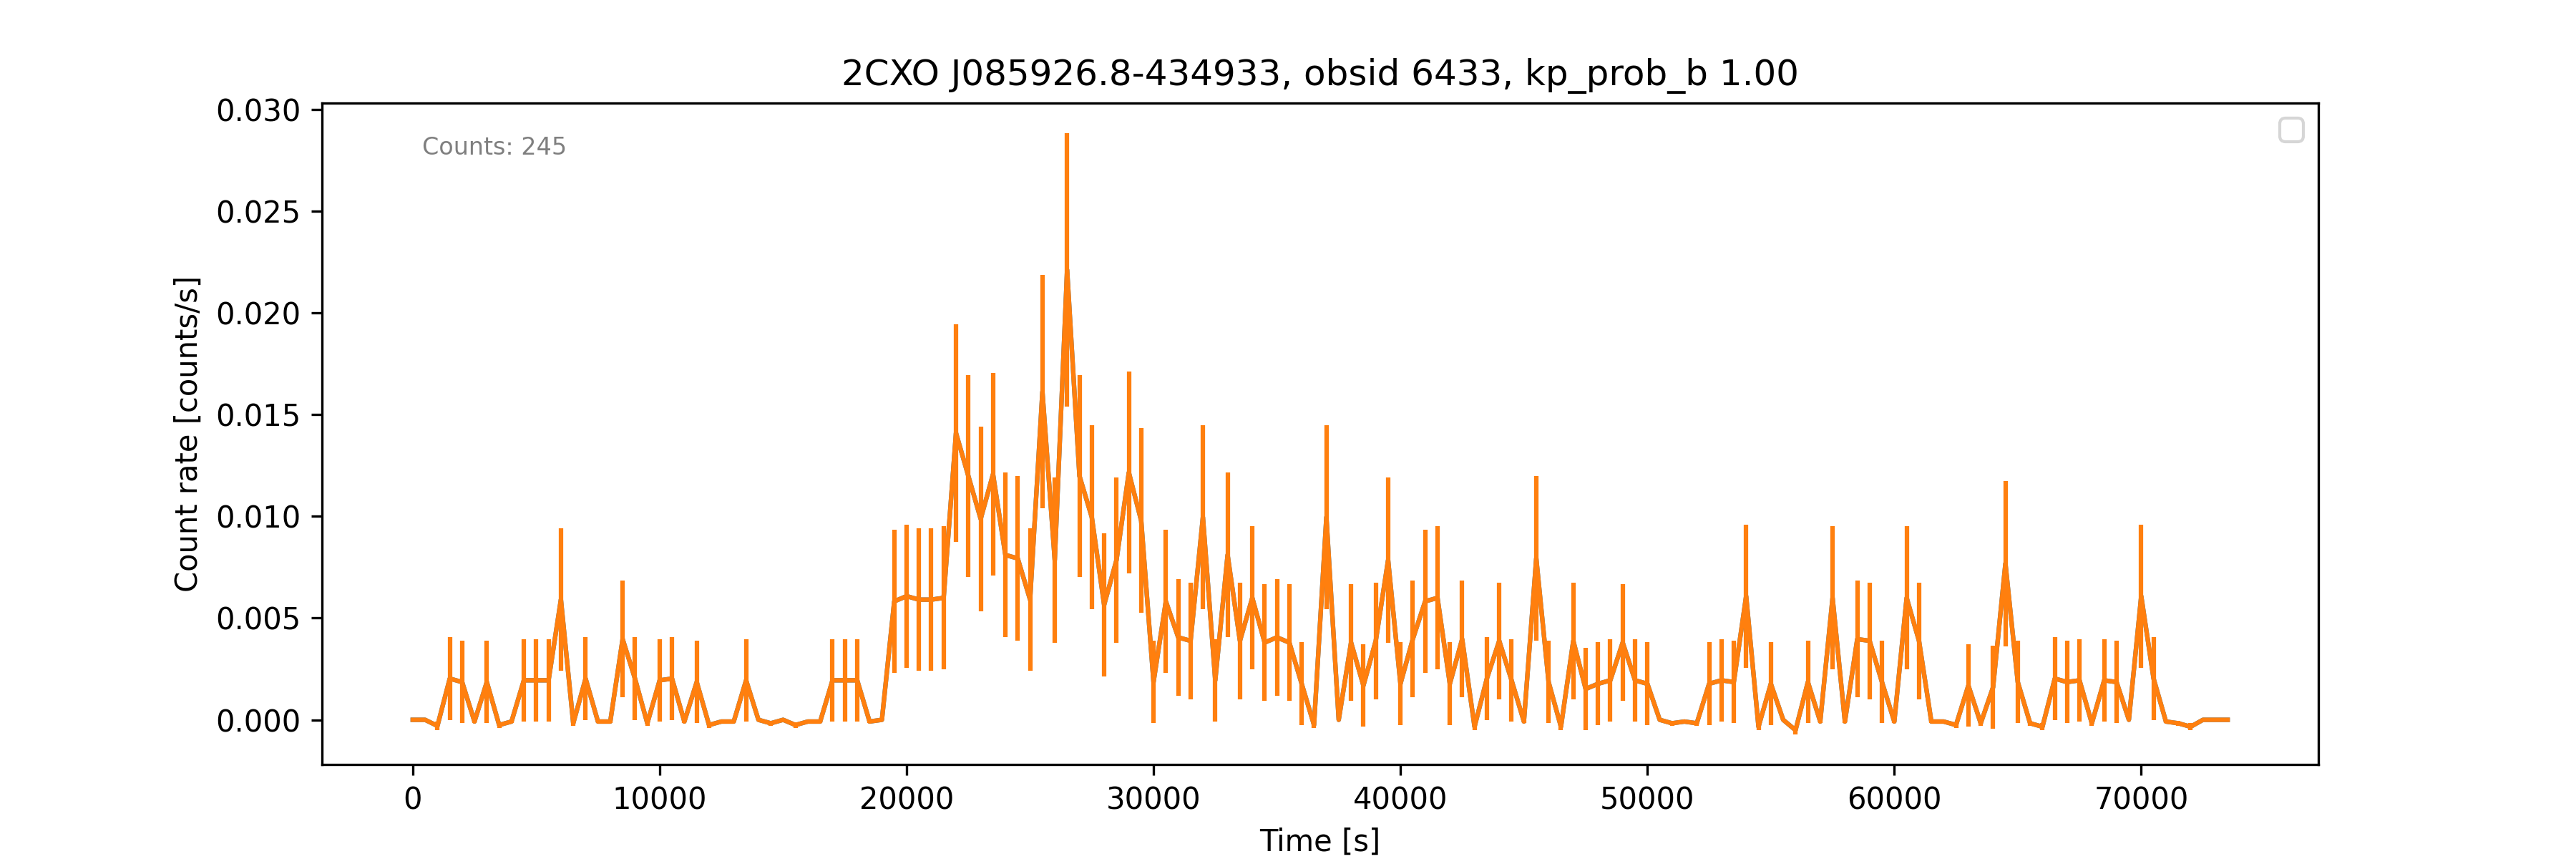 2CXO J085926.8-434933, obsid 6433, kp_prob_b 1.00
Counts: 245
Count rate [counts/s]
0.030
0.025
0.020
0.015
0.010
0.005
0.000
0 10000 20000 30000 40000 50000 60000 70000
Time [s]